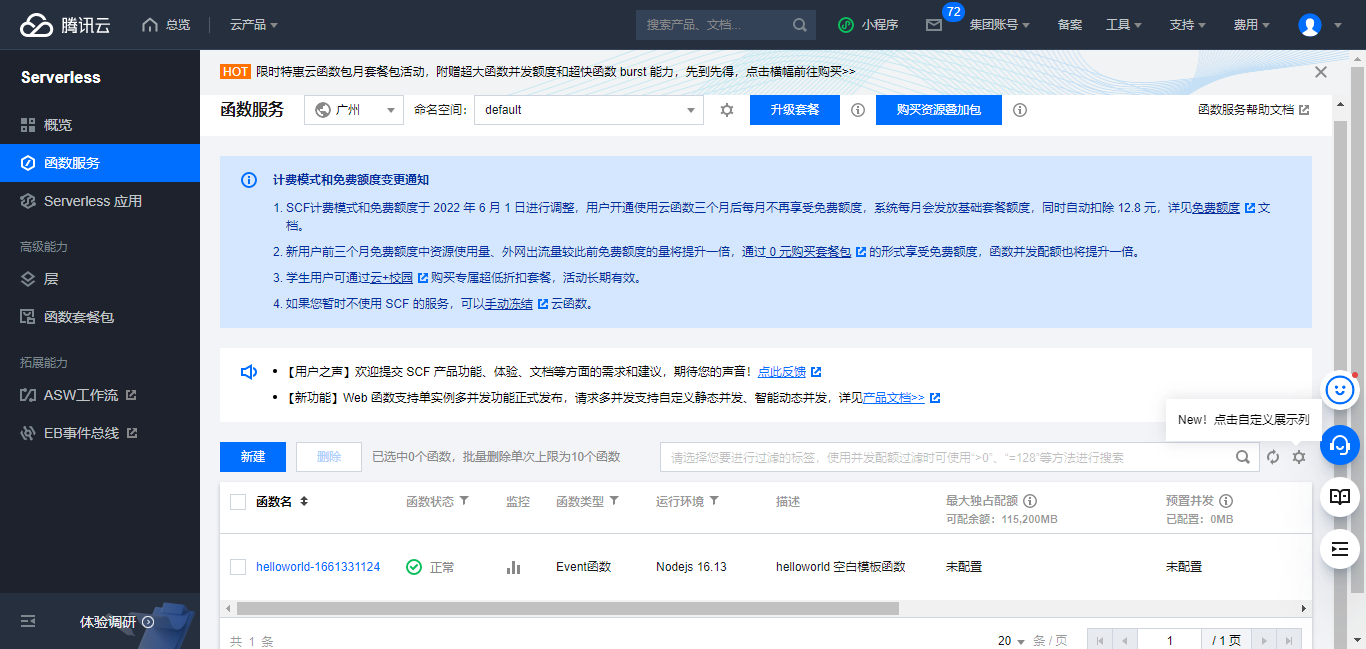 腾讯云 总览 云产品 搜索产品、文档... 小程序 72 集团账号 备案 工具 支持 费用
Serverless
概览
函数服务
Serverless 应用
高级能力
层
函数套餐包
拓展能力
ASW工作流
EB事件总线
体验调研
HOT 限时特惠云函数包月套餐包活动，附赠超大函数并发额度和超快函数 burst 能力，先到先得，点击横幅前往购买>>
函数服务 广州 命名空间： default 升级套餐 购买资源叠加包 函数服务帮助文档
计费模式和免费额度变更通知
1. SCF计费模式和免费额度于 2022 年 6 月 1 日进行调整，用户开通使用云函数三个月后每月不再享受免费额度，系统每月会发放基础套餐额度，同时自动扣除 12.8 元，详见免费额度 文
档。
2. 新用户前三个月免费额度中资源使用量、外网出流量较此前免费额度的量将提升一倍，通过 0 元购买套餐包 的形式享受免费额度，函数并发配额也将提升一倍。
3. 学生用户可通过云+校园 购买专属超低折扣套餐，活动长期有效。
4. 如果您暂时不使用 SCF 的服务，可以手动冻结 云函数。
• 【用户之声】欢迎提交 SCF 产品功能、体验、文档等方面的需求和建议，期待您的声音！点此反馈
• 【新功能】Web 函数支持单实例多并发功能正式发布，请求多并发支持自定义静态并发、智能动态并发，详见产品文档>>
New！点击自定义展示列
新建 删除 已选中0个函数，批量删除单次上限为10个函数 请选择您要进行过滤的标签，使用并发配额过滤时可使用“>0”、“=128”等方法进行搜索
函数名 函数状态 监控 函数类型 运行环境 描述 最大独占配额 预置并发
可配余额：115,200MB 已配置：0MB
helloworld-1661331124 正常 Event函数 Nodejs 16.13 helloworld 空白模板函数 未配置 未配置
共 1 条 20 条 / 页 1 / 1 页